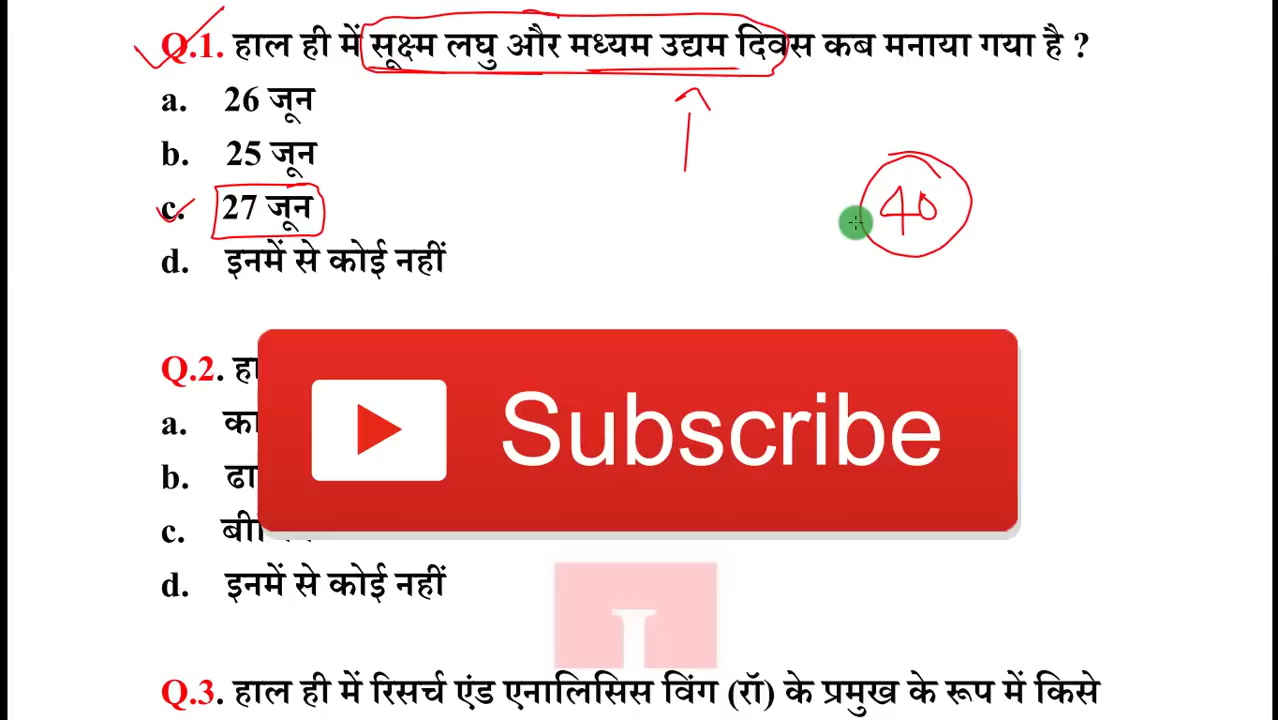 Q.1. हाल ही में सूक्ष्म लघु और मध्यम उद्यम दिवस कब मनाया गया है ?
a. 26 जून
b. 25 जून
40
c. 27 जून
d. इनमें से कोई नहीं
Q.2.
a.
Subscribe
b.
c.
d. इनमें से कोई नहीं
Q.3. हाल ही में रिसर्च एंड एनालिसिस विंग (रॉ) के प्रमुख के रूप में किसे